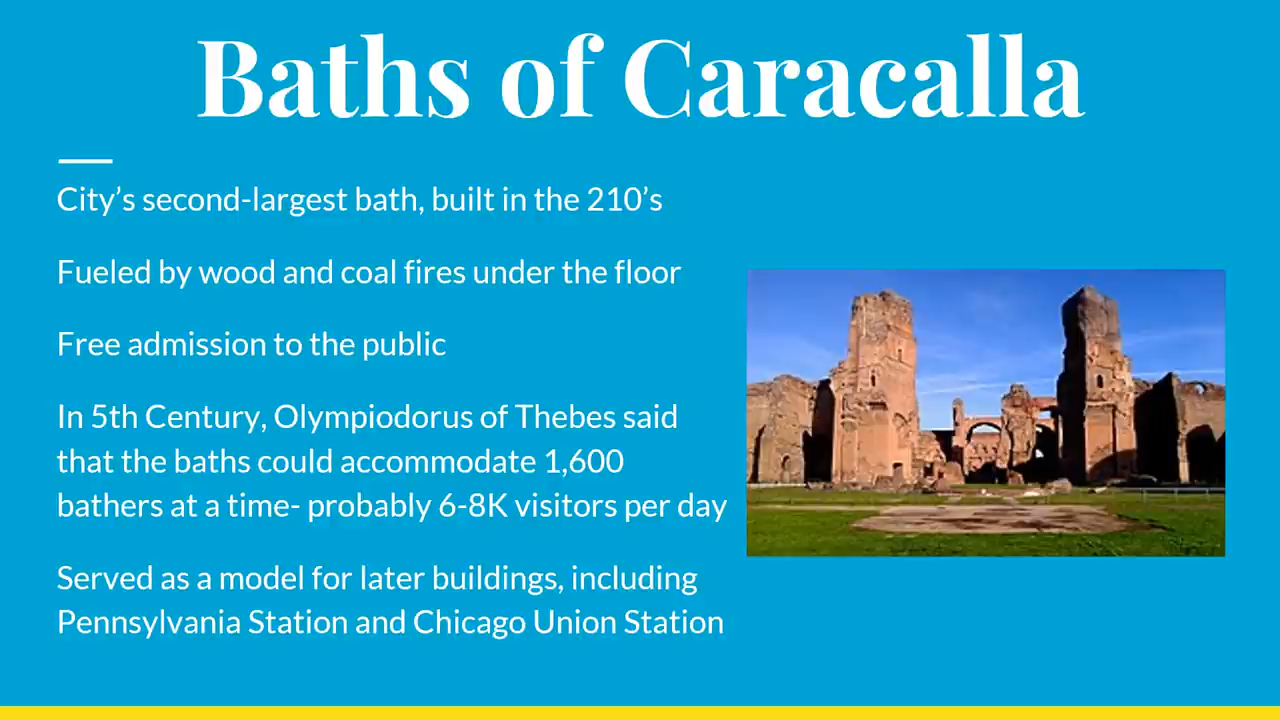 Baths of Caracalla
City’s second-largest bath, built in the 210’s
Fueled by wood and coal fires under the floor
Free admission to the public
In 5th Century, Olympiodorus of Thebes said
that the baths could accommodate 1,600
bathers at a time- probably 6-8K visitors per day
Served as a model for later buildings, including
Pennsylvania Station and Chicago Union Station